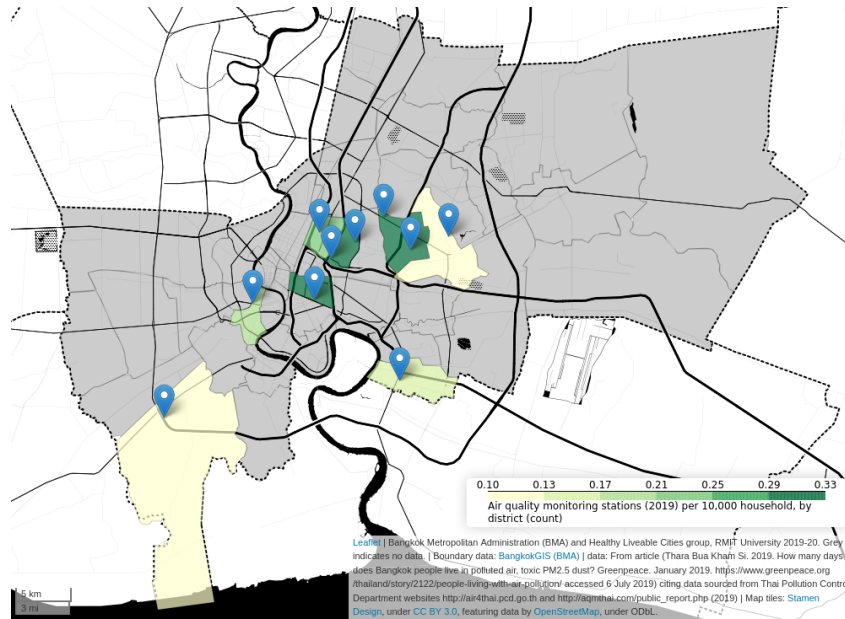 0.10 0.13 0.17 0.21 0.25 0.29 0.33
Air quality monitoring stations (2019) per 10,000 household, by
district (count)
Leaflet | Bangkok Metropolitan Administration (BMA) and Healthy Liveable Cities group, RMIT University 2019-20. Grey
indicates no data. | Boundary data: BangkokGIS (BMA) | data: From article (Thara Bua Kham Si. 2019. How many days
does Bangkok people live in polluted air, toxic PM2.5 dust? Greenpeace. January 2019. https://www.greenpeace.org
/thailand/story/2122/people-living-with-air-pollution/ accessed 6 July 2019) citing data sourced from Thai Pollution Contro
Department websites http://air4thai.pcd.go.th and http://aqmthai.com/public_report.php (2019) | Map tiles: Stamen
Design, under CC BY 3.0, featuring data by OpenStreetMap, under ODbL.
5 km
3 mi